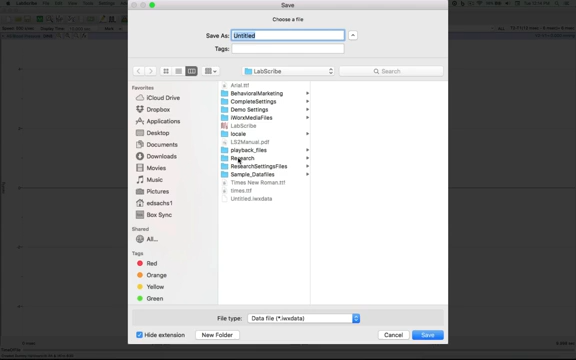 Save
Choose a file
Save As: Untitled
Tags:
LabScribe
Search
Favorites
iCloud Drive
Dropbox
Applications
Desktop
Documents
Downloads
Movies
Music
Pictures
edsachs1
Box Sync
Shared
All...
Tags
Red
Orange
Yellow
Green
Arial.ttf
BehavioralMarketing
CompleteSettings
Demo Settings
iWorxMediaFiles
LabScribe
locale
LS2Manual.pdf
playback_files
Research
ResearchSettingsFiles
Sample_Datafiles
Times New Roman.ttf
times.ttf
Untitled.iwxdata
File type: Data file (*.iwxdata)
Hide extension
New Folder
Cancel
Save